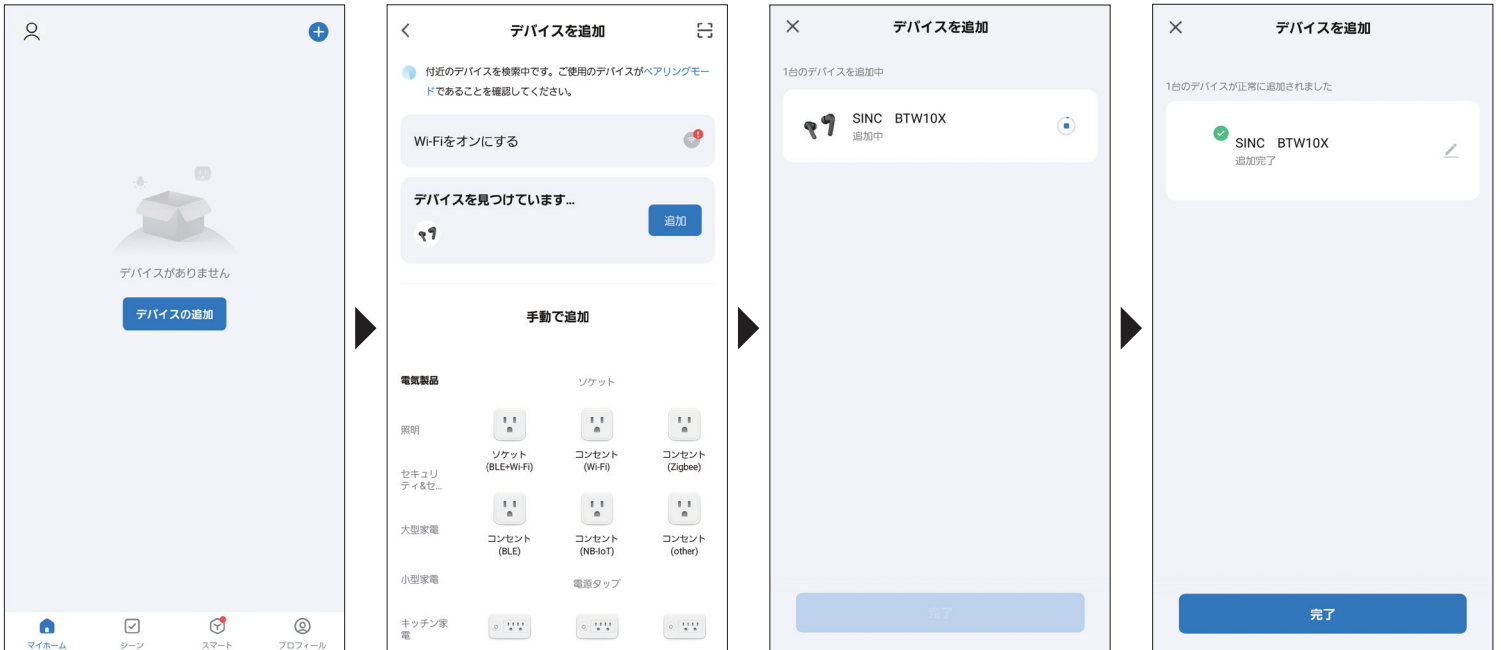 デバイスがありません
デバイスの追加
マイホーム
シーン
スマート
プロフィール
デバイスを追加
付近のデバイスを検索中です。ご使用のデバイスがペアリングモー
ドであることを確認してください。
Wi-Fiをオンにする
デバイスを見つけています...
追加
手動で追加
電気製品
照明
セキュリ
ティ&セ...
大型家電
小型家電
キッチン家
電
ソケット
ソケット
(BLE+Wi-Fi)
コンセント
(Wi-Fi)
コンセント
(Zigbee)
コンセント
(BLE)
コンセント
(NB-IoT)
コンセント
(other)
電源タップ
デバイスを追加
1台のデバイスを追加中
SINC BTW10X
追加中
完了
デバイスを追加
1台のデバイスが正常に追加されました
SINC BTW10X
追加完了
完了